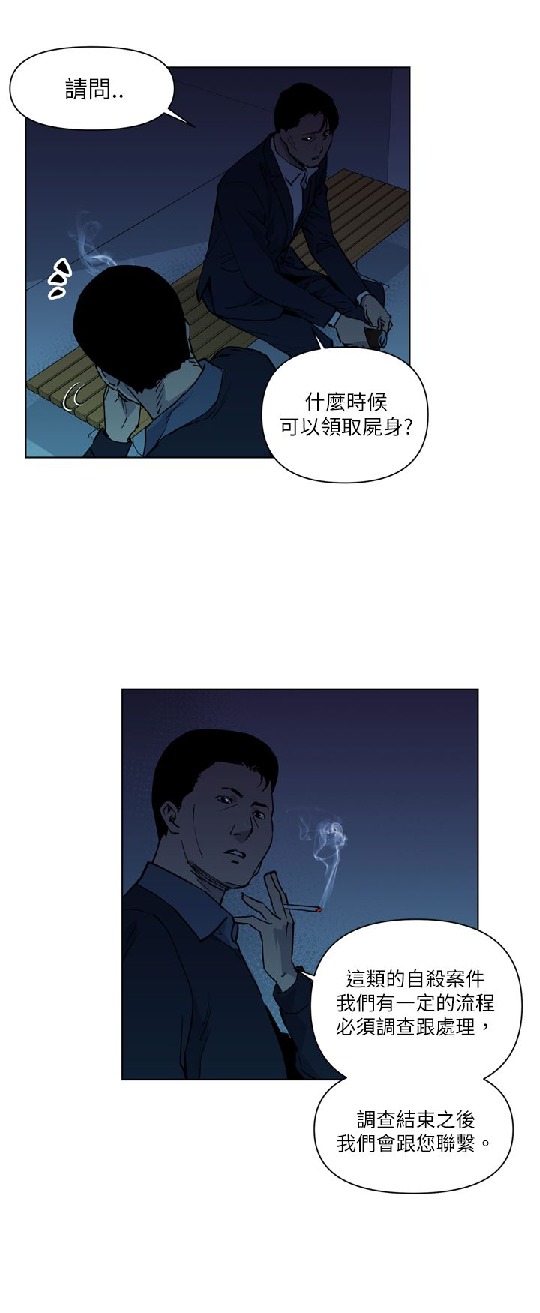 請問..
什麼時候
可以領取屍身?
這類的自殺案件
我們有一定的流程
必須調查跟處理，
調查結束之後
我們會跟您聯繫。